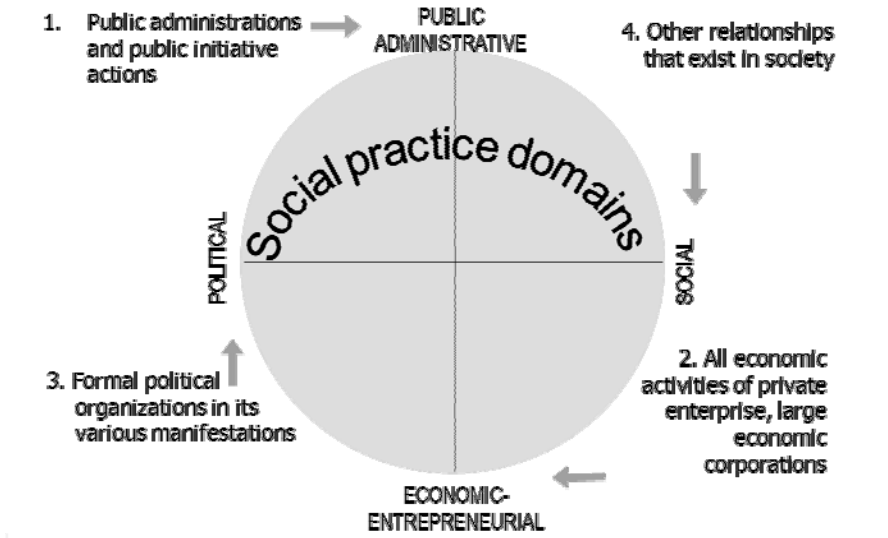 1. Public administrations
and public initiative
actions
PUBLIC
ADMINISTRATIVE
4. Other relationships
that exist in society
Social practice domains
POLITICAL
SOCIAL
3. Formal political
organizations in its
various manifestations
2. All economic
activities of private
enterprise, large
economic
corporations
ECONOMIC-
ENTREPRENEURIAL